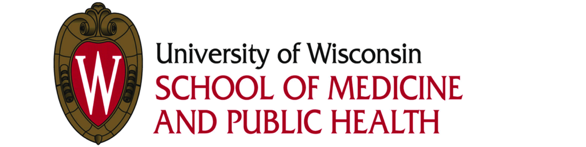 W
University of Wisconsin
SCHOOL OF MEDICINE
AND PUBLIC HEALTH